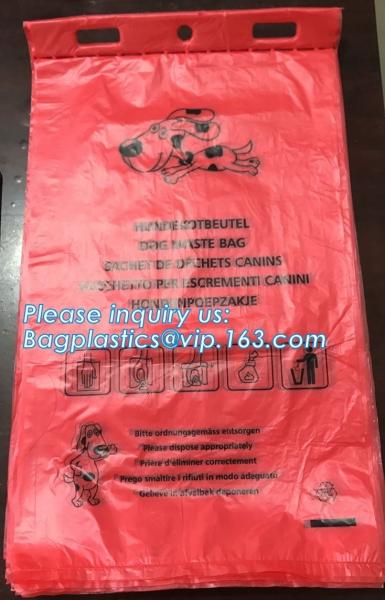 HUNDEKOTBEUTEL
DOG WASTE BAG
SACHET DE DECHETS CANINS
SACCHETTO PER ESCREMENTI CANINI
HONDENPOEPZAKJE
Please inquiry us:
Bagplastics@vip.163.com
Bitte ordnungsgemäss entsorgen
Please dispose appropriately
Prière d'éliminer correctement
Prego smaltire i rifiuti in modo adeguato
Gelieve in afvalbak deponeren